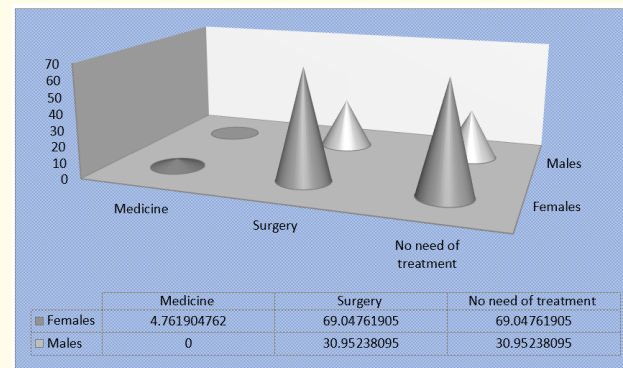 70
60
50
40
30
20
10
0
Medicine
Surgery
No need of
treatment
Males
Females
Medicine Surgery No need of treatment
Females 4.761904762 69.04761905 69.04761905
Males 0 30.95238095 30.95238095